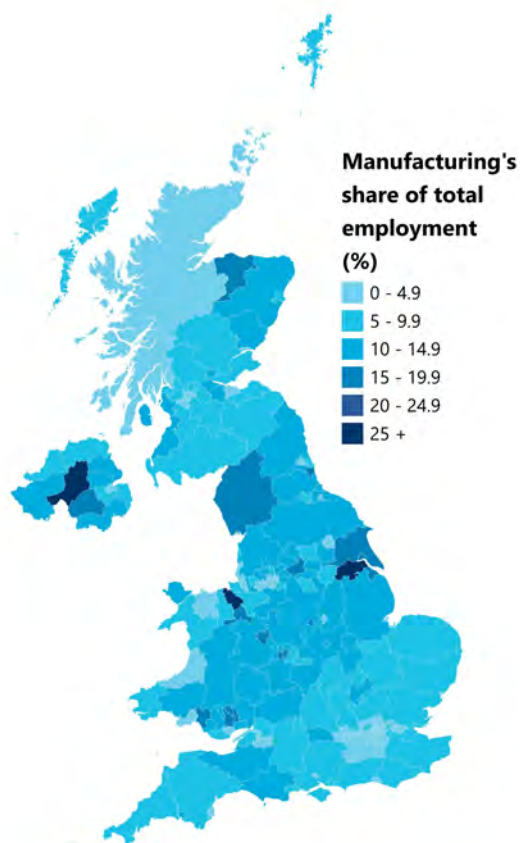 Manufacturing's
share of total
employment
(%)
0 - 4.9
5 - 9.9
10 - 14.9
15 - 19.9
20 - 24.9
25 +